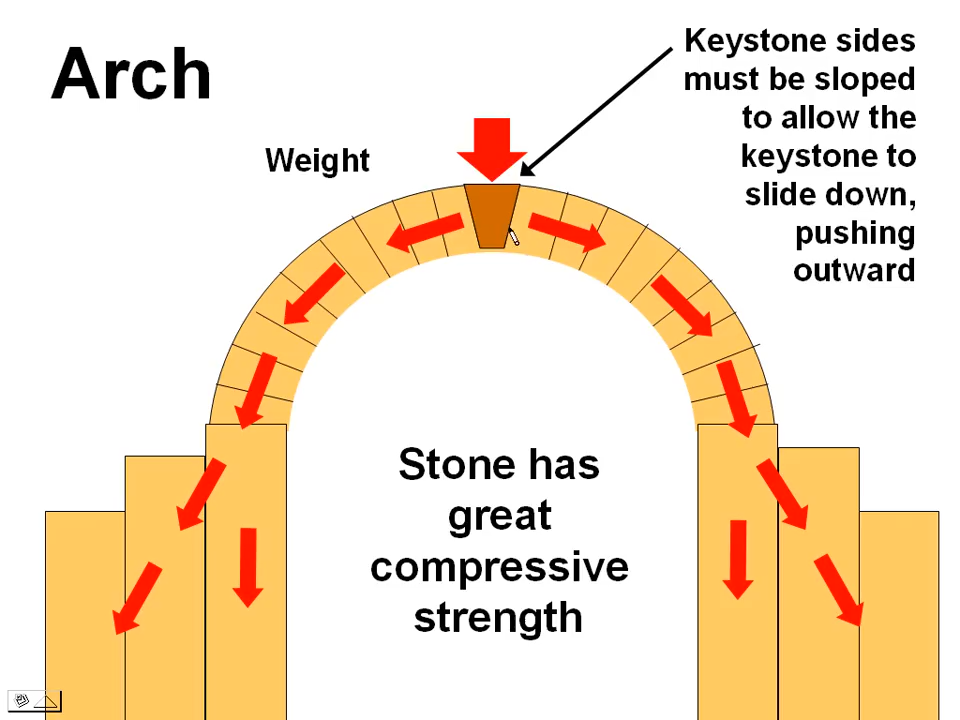 Arch
Weight
Keystone sides
must be sloped
to allow the
keystone to
slide down,
pushing
outward
Stone has
great
compressive
strength